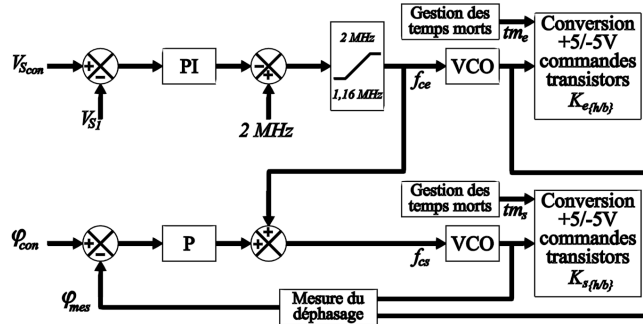 Gestion des
temps morts
tm_e
Conversion
+5/-5V
commandes
transistors
K_e{h/b}
V_Scon
+
−
PI
−
+
2 MHz
1,16 MHz
f_ce
VCO
V_S1
2 MHz
Gestion des
temps morts
tm_s
Conversion
+5/-5V
commandes
transistors
K_s{h/b}
φ_con
+
−
P
+
+
f_cs
VCO
φ_mes
Mesure du
déphasage